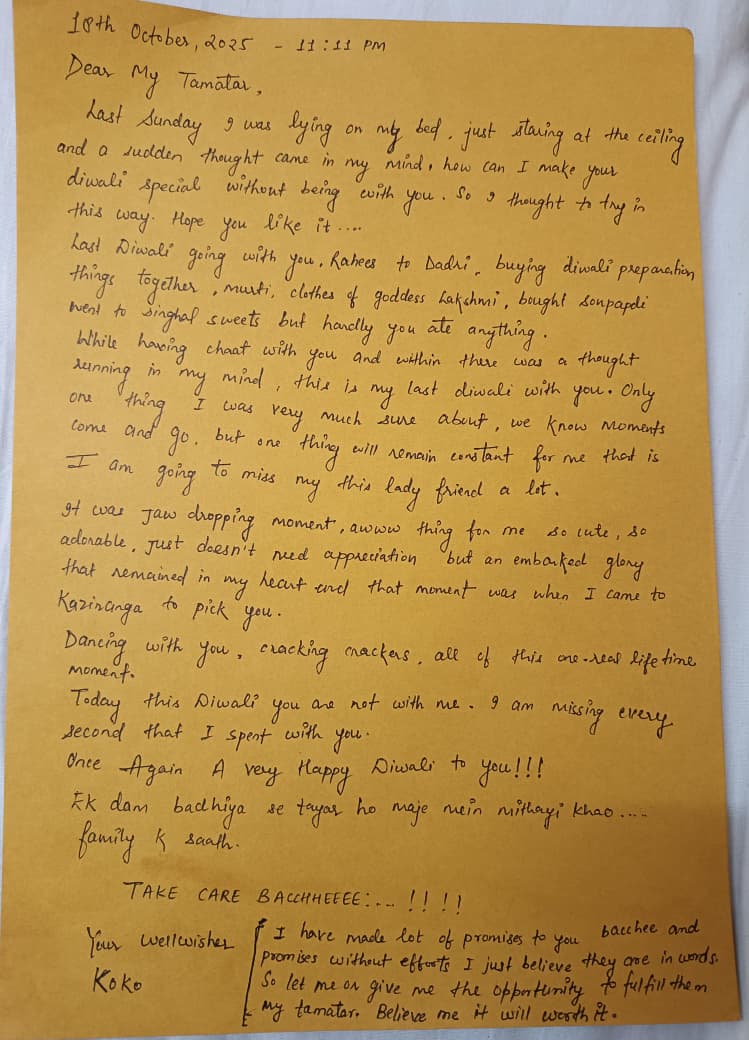 18th October, 2025 - 11:11 PM
Dear My Tamatar,
Last Sunday I was lying on my bed, just staring at the ceiling
and a sudden thought came in my mind, how can I make your
diwali special without being with you. So I thought to try in
this way. Hope you like it ....
Last Diwali going with you, Rahees to Dadri, buying diwali preparation
things together, murti, clothes of goddess Lakshmi, bought sonpapdi
went to singhal sweets but hardly you ate anything.
While having chaat with you and within there was a thought
running in my mind, this is my last diwali with you. Only
one thing I was very much sure about, we know moments
come and go, but one thing will remain constant for me that is
I am going to miss my this lady friend a lot.
It was Jaw dropping moment, awww thing for me so cute, so
adorable, just doesn't need appreciation but an embarked glory
that remained in my heart and that moment was when I came to
Kaziranga to pick you.
Dancing with you, cracking crackers, all of this one-real life time
moment.
Today this Diwali you are not with me. I am missing every
second that I spent with you.
Once Again A very Happy Diwali to you!!!
Ek dam badhiya se tayar ho maje mein mithayi khao ....
family k saath.
TAKE CARE BACCHHEEEE:... !! !!
Your wellwisher
Koko
I have made lot of promises to you bacchee and
promises without efforts I just believe they are in words.
So let me or give me the opportunity to fulfill them
My tamatar. Believe me it will worth it.